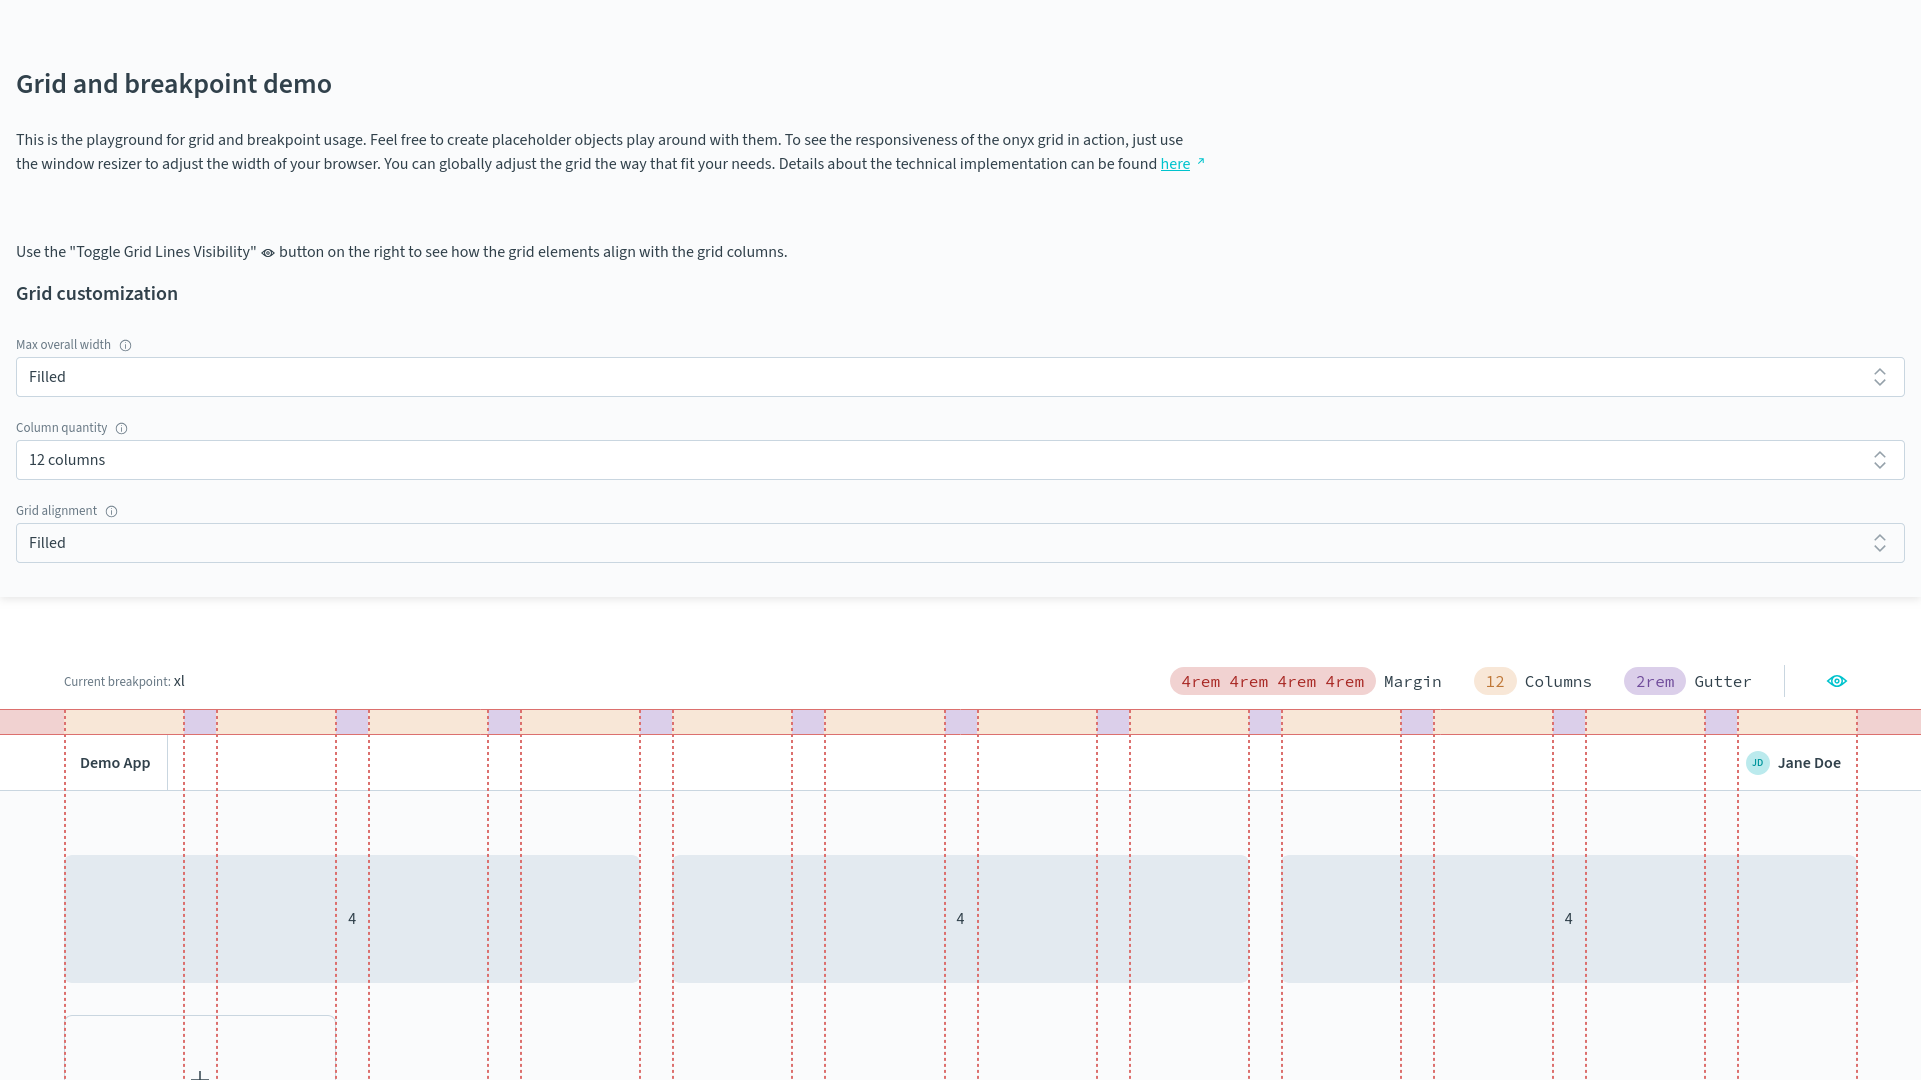 Grid and breakpoint demo
This is the playground for grid and breakpoint usage. Feel free to create placeholder objects play around with them. To see the responsiveness of the onyx grid in action, just use
the window resizer to adjust the width of your browser. You can globally adjust the grid the way that fit your needs. Details about the technical implementation can be found here
Use the "Toggle Grid Lines Visibility" button on the right to see how the grid elements align with the grid columns.
Grid customization
Max overall width
Filled
Column quantity
12 columns
Grid alignment
Filled
Current breakpoint: xl 4rem 4rem 4rem 4rem Margin 12 Columns 2rem Gutter
Demo App JD Jane Doe
4 4 4